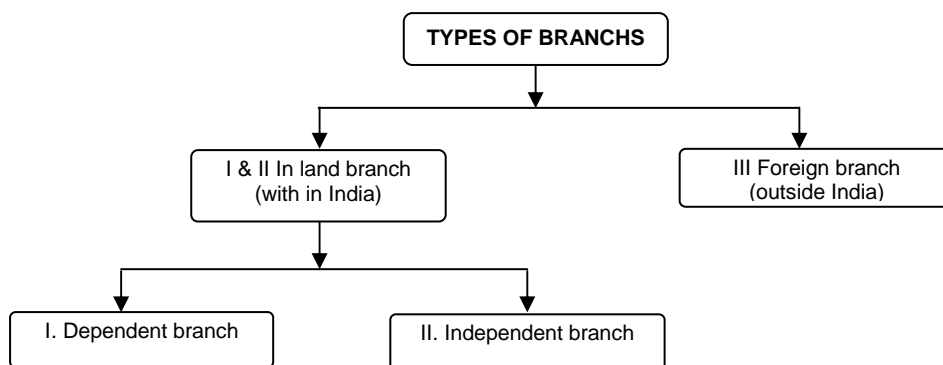 TYPES OF BRANCHS
I & II In land branch
(with in India)
III Foreign branch
(outside India)
I. Dependent branch
II. Independent branch